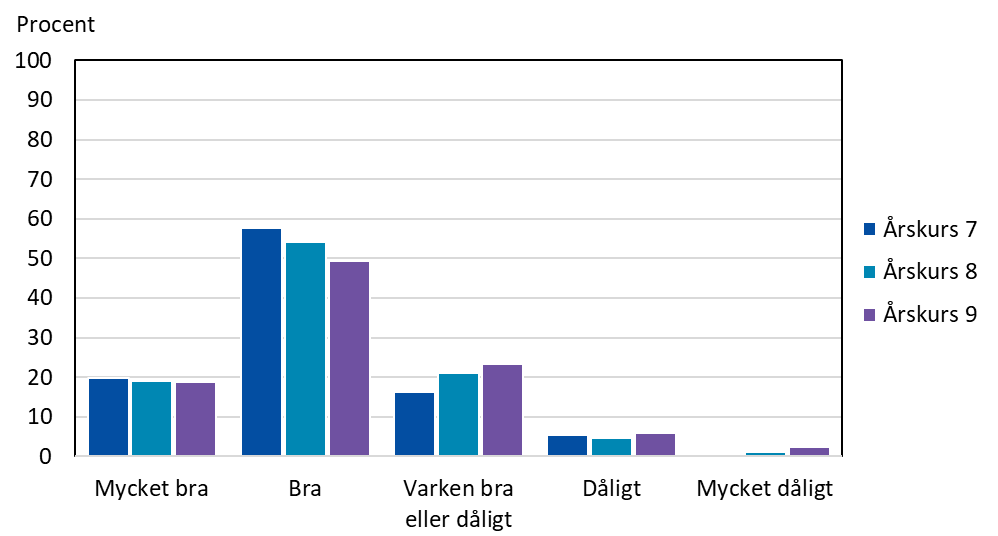 Procent
100
90
80
70
60
50
40
30
20
10
0
Mycket bra
Bra
Varken bra
eller dåligt
Dåligt
Mycket dåligt
Årskurs 7
Årskurs 8
Årskurs 9